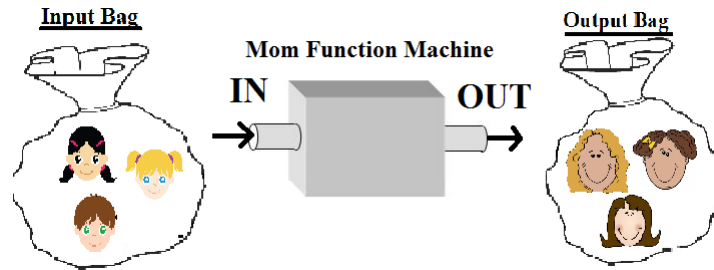 Input Bag
Output Bag
Mom Function Machine
IN
OUT